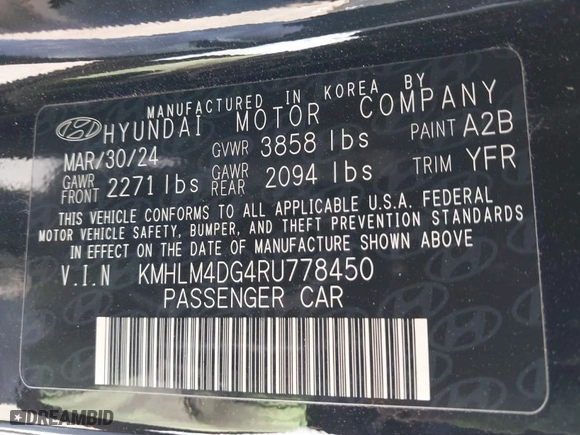 MANUFACTURED IN KOREA BY
HYUNDAI MOTOR COMPANY
MAR/30/24 GVWR 3858 lbs PAINT A2B
GAWR FRONT 2271 lbs GAWR REAR 2094 lbs TRIM YFR
THIS VEHICLE CONFORMS TO ALL APPLICABLE U.S.A. FEDERAL
MOTOR VEHICLE SAFETY, BUMPER, AND THEFT PREVENTION STANDARDS
IN EFFECT ON THE DATE OF MANUFACTURE SHOWN ABOVE
V.I.N KMHLM4DG4RU778450
PASSENGER CAR
DREAMBID